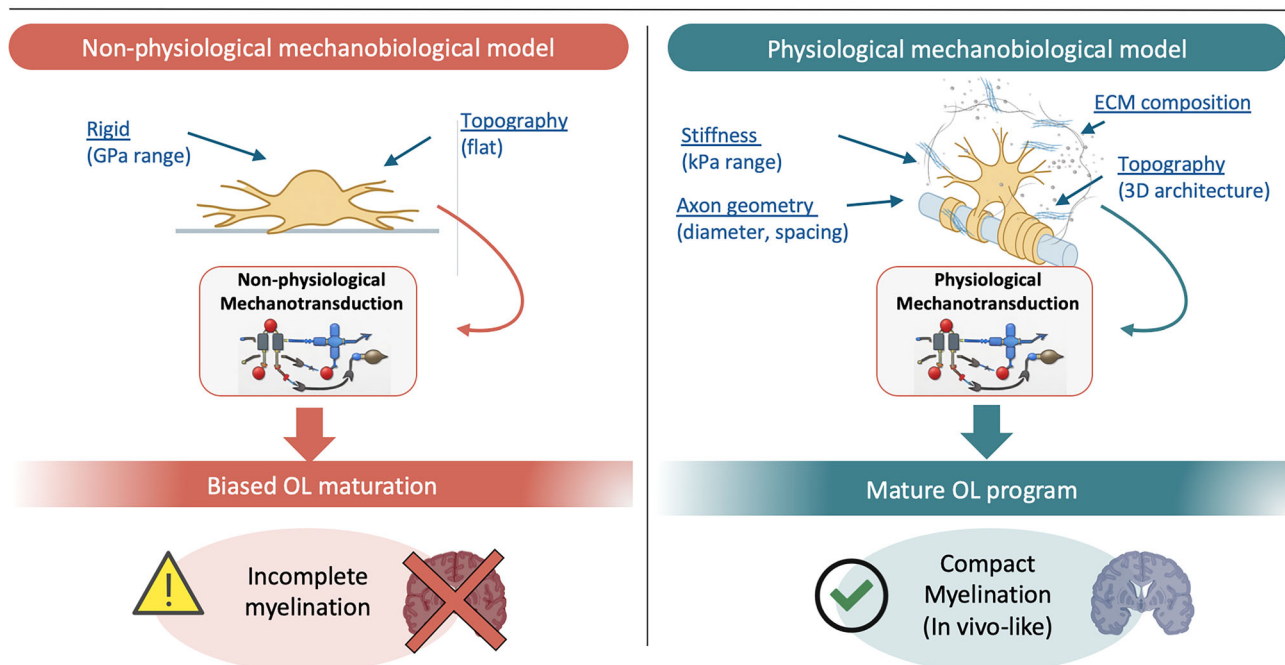 Non-physiological mechanobiological model
Rigid
(GPa range)
Topography
(flat)
Non-physiological
Mechanotransduction
Biased OL maturation
Incomplete
myelination
Physiological mechanobiological model
Stiffness
(kPa range)
Axon geometry
(diameter, spacing)
ECM composition
Topography
(3D architecture)
Physiological
Mechanotransduction
Mature OL program
Compact
Myelination
(In vivo-like)